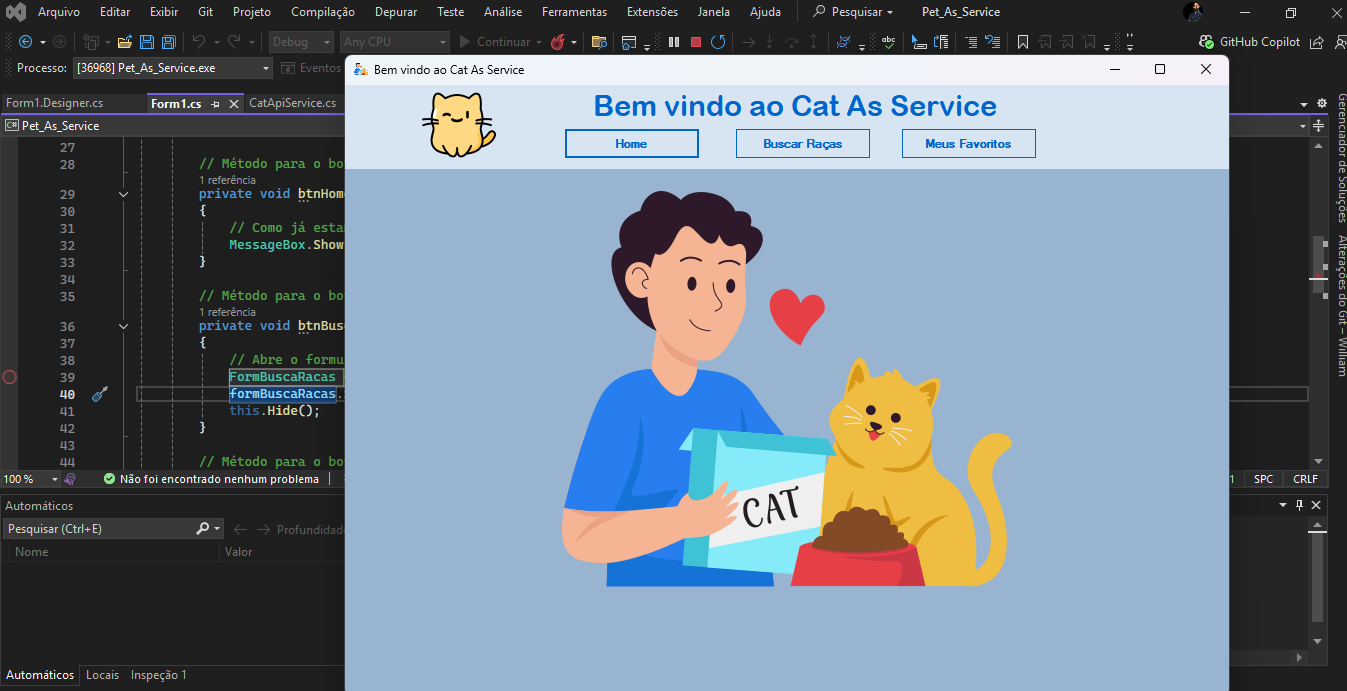 Arquivo Editar Exibir Git Projeto Compilação Depurar Teste Análise Ferramentas Extensões Janela Ajuda Pesquisar Pet_As_Service
Debug Any CPU Continuar GitHub Copilot
Processo: [36968] Pet_As_Service.exe Eventos
Bem vindo ao Cat As Service
Form1.Designer.cs Form1.cs CatApiService.cs
C# Pet_As_Service
Bem vindo ao Cat As Service
Home Buscar Raças Meus Favoritos
27
28 // Método para o bo
1 referência
29 private void btnHom
30 {
31 // Como já esta
32 MessageBox.Show
33 }
34
35 // Método para o bo
1 referência
36 private void btnBus
37 {
38 // Abre o formu
39 FormBuscaRacas
40 formBuscaRacas.
41 this.Hide();
42 }
43
44 // Método para o bo
CAT
100 % Não foi encontrado nenhum problema 1 SPC CRLF
Automáticos
Pesquisar (Ctrl+E) Profundidad
Nome Valor
Automáticos Locais Inspeção 1
Gerenciador de Soluções
Alterações do Git – William